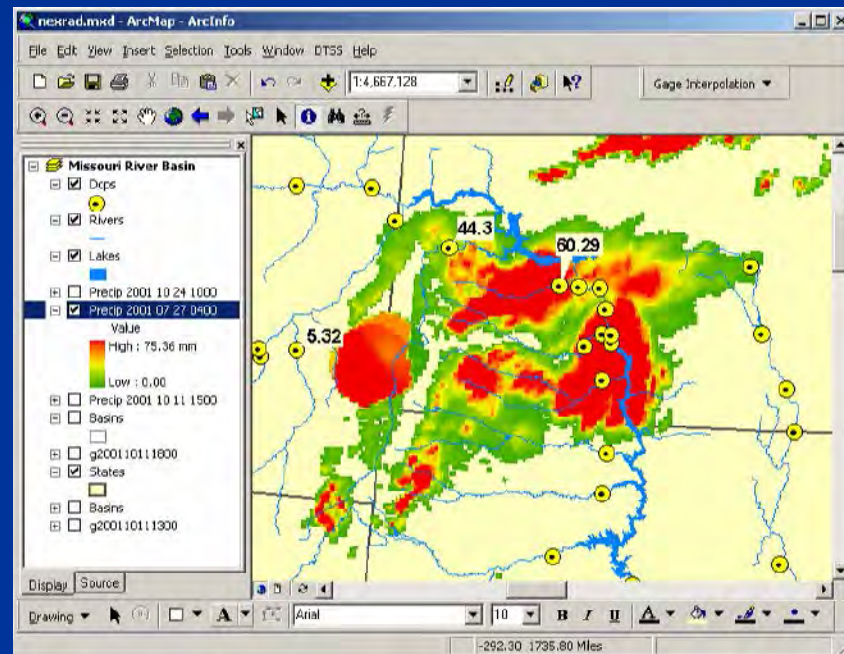 nexrad.mxd - ArcMap - ArcInfo
File Edit View Insert Selection Tools Window DTSS Help
1:4,667,128
Gage Interpolation
Missouri River Basin
Dcps
Rivers
Lakes
Precip 2001 10 24 1000
Precip 2001 07 27 0400
Value
High : 75.36 mm
Low : 0.00
Precip 2001 10 11 1500
Basins
g200110111800
States
Basins
g200110111300
44.3
60.29
5.32
Display Source
Drawing A Arial 10 B I U A
-292.30 1735.80 Miles